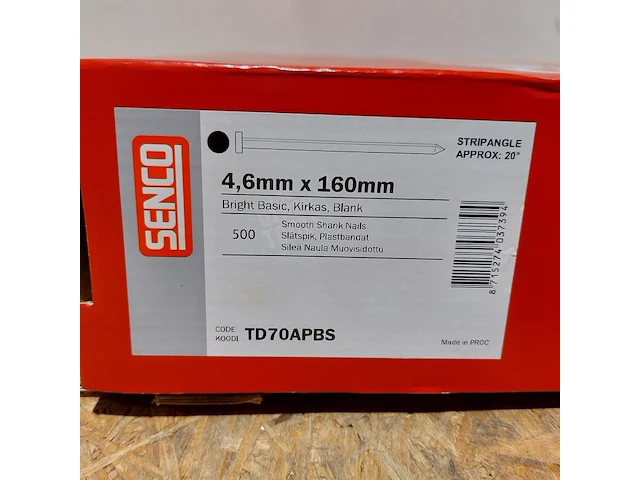 SENCO
STRIPANGLE
APPROX: 20°
4,6mm x 160mm
Bright Basic, Kirkas, Blank
500
Smooth Shank Nails
Slätspik, Plastbandat
Sileä Naula Muovisidottu
8 715274 037394
CODE
KOODI
TD70APBS
Made in PROC